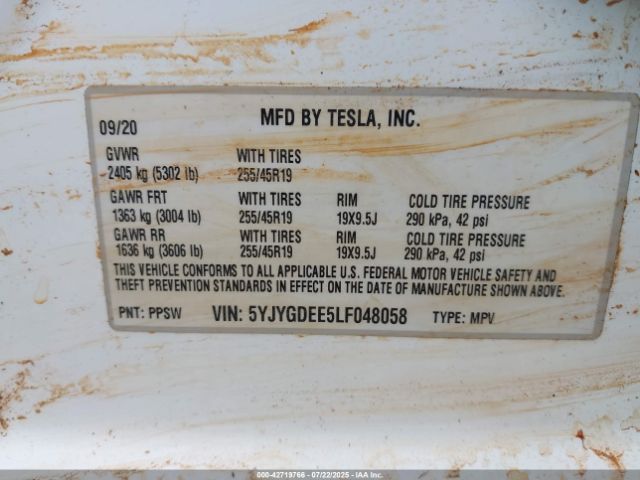 09/20 MFD BY TESLA, INC.
GVWR WITH TIRES
2405 kg (5302 lb) 255/45R19
GAWR FRT WITH TIRES RIM COLD TIRE PRESSURE
1363 kg (3004 lb) 255/45R19 19X9.5J 290 kPa, 42 psi
GAWR RR WITH TIRES RIM COLD TIRE PRESSURE
1636 kg (3606 lb) 255/45R19 19X9.5J 290 kPa, 42 psi
THIS VEHICLE CONFORMS TO ALL APPLICABLE U.S. FEDERAL MOTOR VEHICLE SAFETY AND
THEFT PREVENTION STANDARDS IN EFFECT ON THE DATE OF MANUFACTURE SHOWN ABOVE.
PNT: PPSW VIN: 5YJYGDEE5LF048058 TYPE: MPV
000-42719766 - 07/22/2025 - IAA Inc.